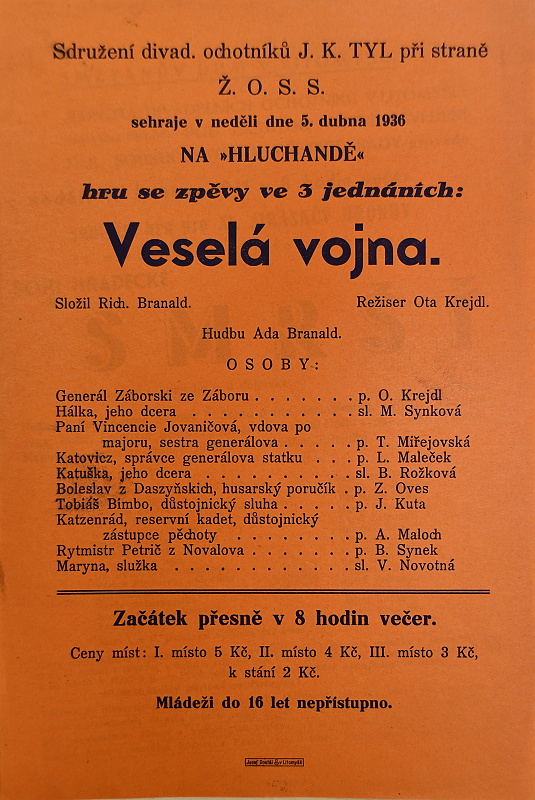 Sdružení divad. ochotníků J. K. TYL při straně
Ž. O. S. S.
sehraje v neděli dne 5. dubna 1936
NA »HLUCHANDĚ«
hru se zpěvy ve 3 jednáních:
Veselá vojna.
Složil Rich. Branald. Režiser Ota Krejdl.
Hudbu Ada Branald.
OSOBY:
Generál Záborski ze Záboru . . . . . . . p. O. Krejdl
Hálka, jeho dcera . . . . . . . . . . . sl. M. Synková
Paní Vincencie Jovaničová, vdova po
majoru, sestra generálova . . . . . p. T. Miřejovská
Katovicz, správce generálova statku . . . p. L. Maleček
Katuška, jeho dcera . . . . . . . . . . sl. B. Rožková
Boleslav z Daszyňskich, husarský poručík . p. Z. Oves
Tobiáš Bimbo, důstojnický sluha . . . . . p. J. Kuta
Katzenrád, reservní kadet, důstojnický
zástupce pěchoty . . . . . . . . p. A. Maloch
Rytmistr Petrič z Novalova . . . . . . . p. B. Synek
Maryna, služka . . . . . . . . . . . . sl. V. Novotná
Začátek přesně v 8 hodin večer.
Ceny míst: I. místo 5 Kč, II. místo 4 Kč, III. místo 3 Kč,
k stání 2 Kč.
Mládeži do 16 let nepřístupno.
Josef Litomyšl